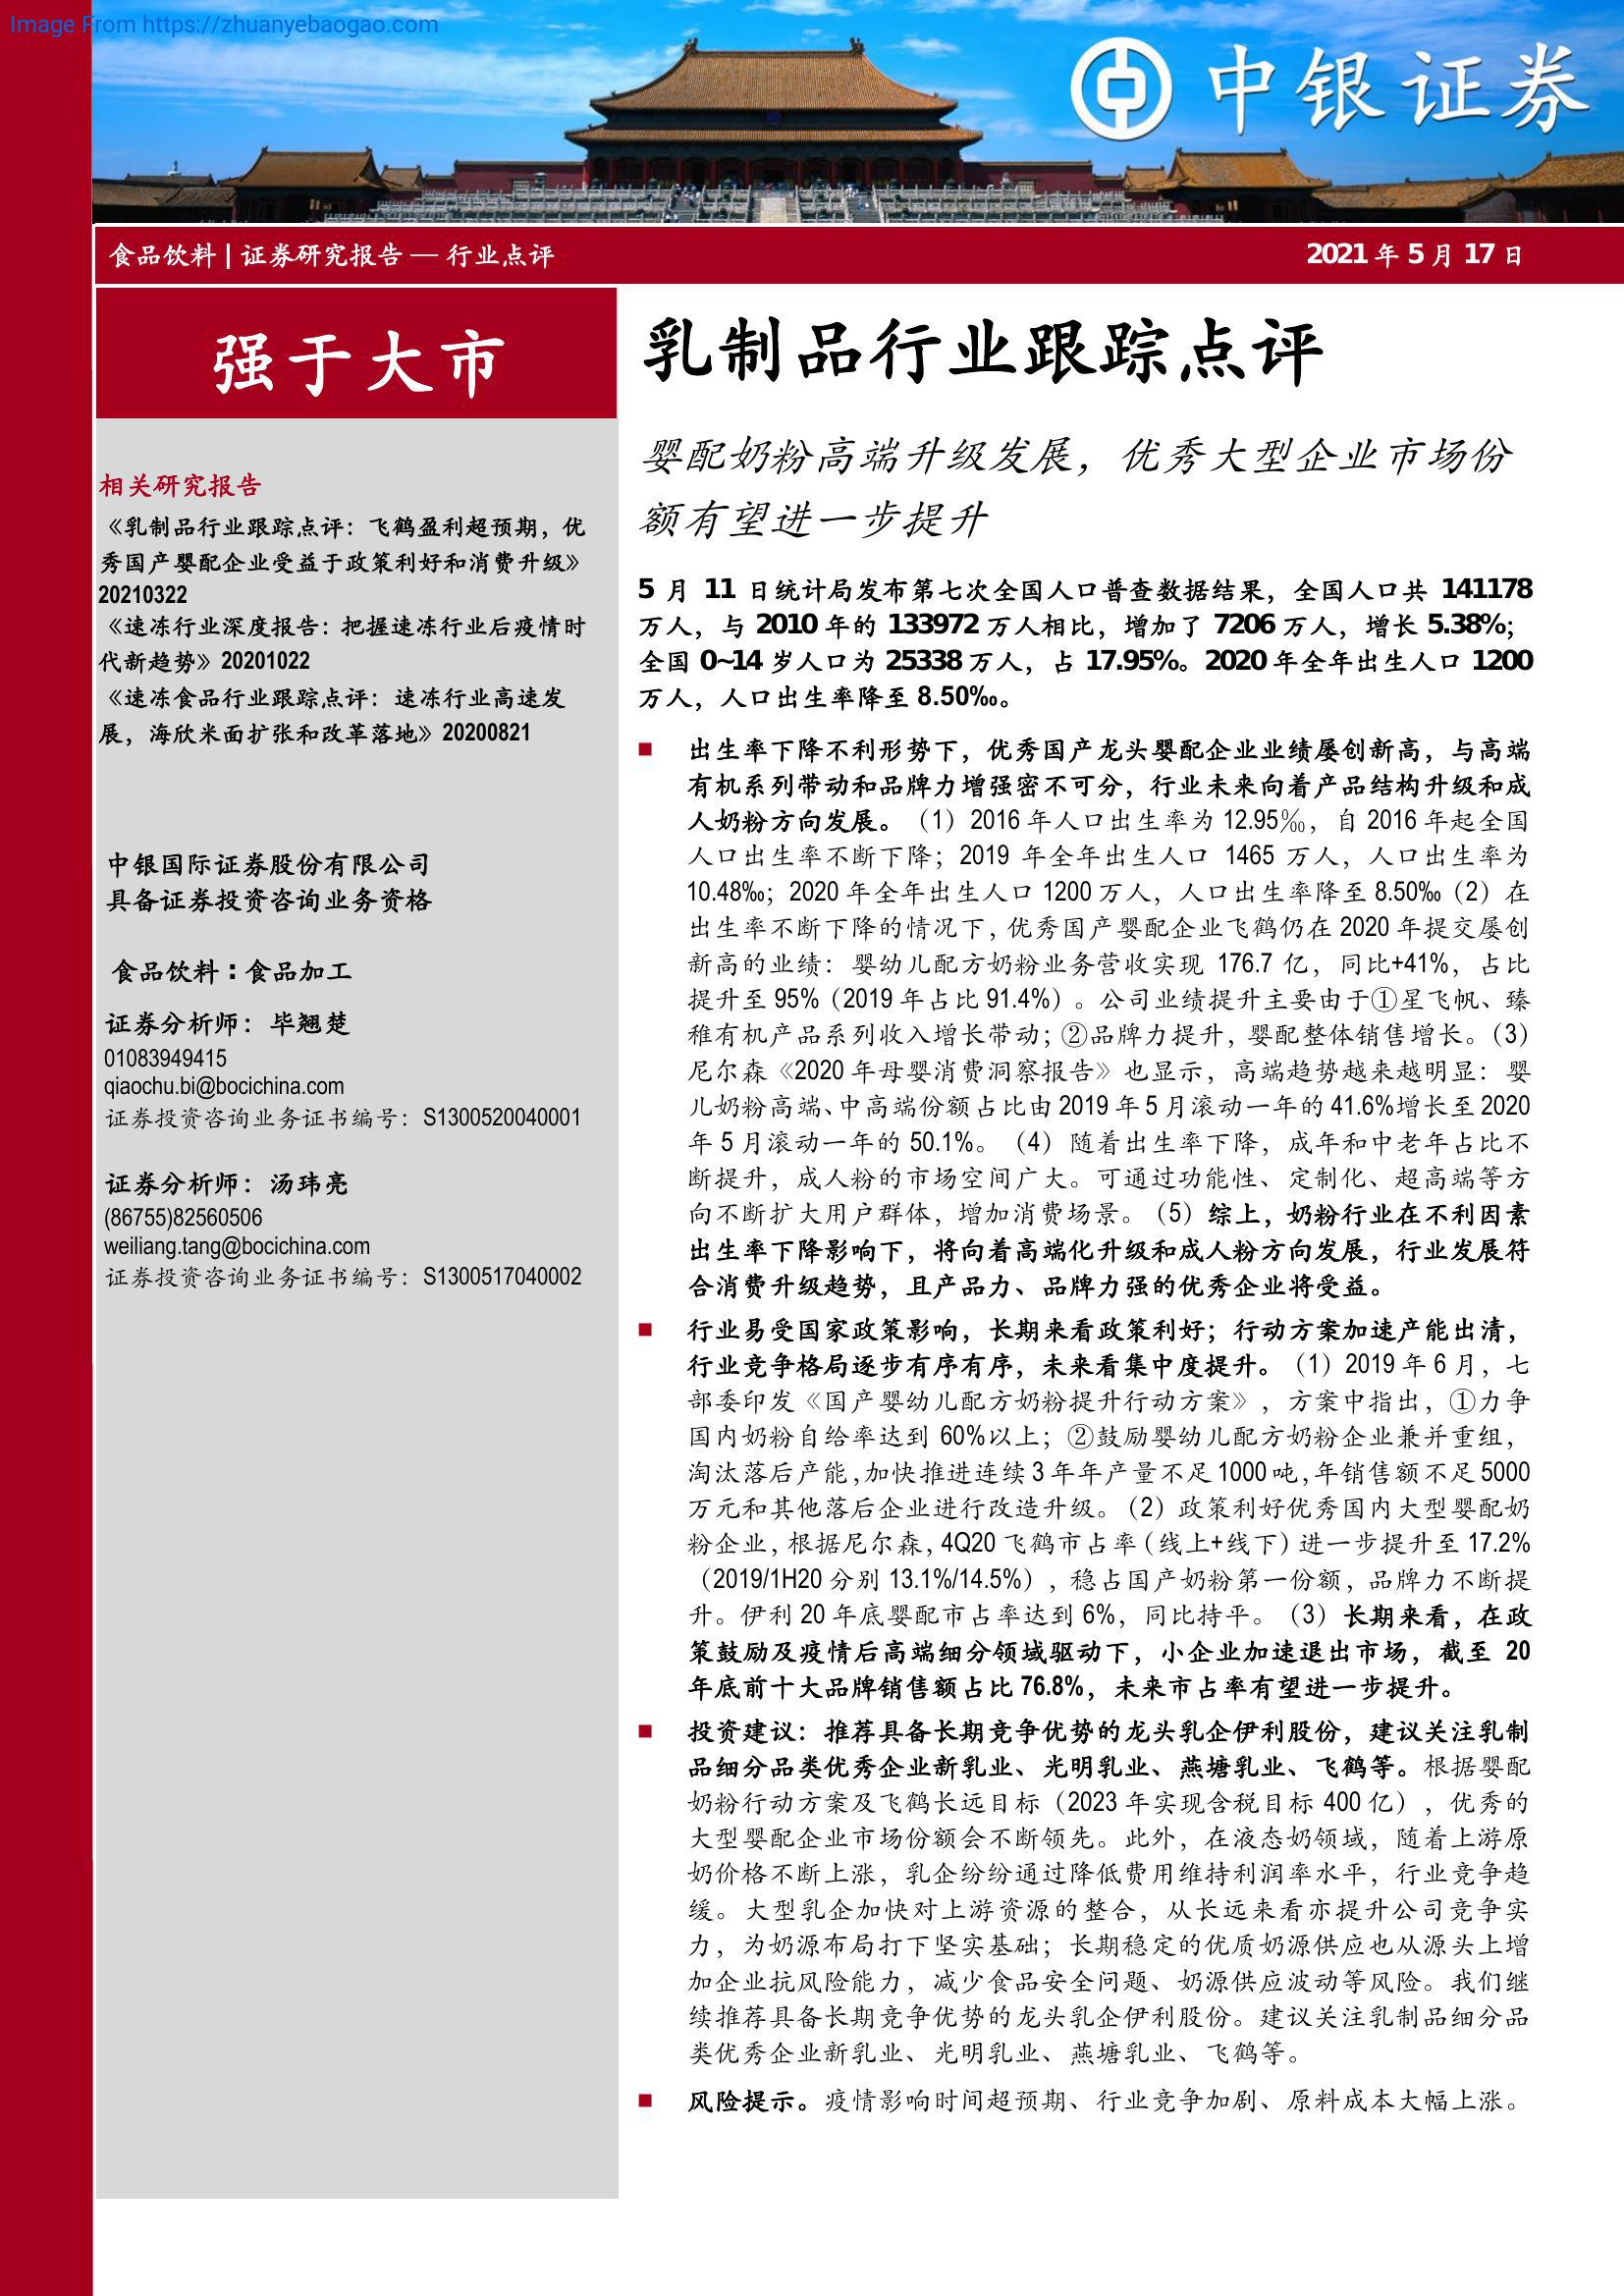 Image From https://zhuanyebaogao.com
中银证券
食品饮料 | 证券研究报告 — 行业点评
2021 年 5 月 17 日
强于大市
相关研究报告
《乳制品行业跟踪点评：飞鹤盈利超预期，优
秀国产婴配企业受益于政策利好和消费升级》
20210322
《速冻行业深度报告：把握速冻行业后疫情时
代新趋势》20201022
《速冻食品行业跟踪点评：速冻行业高速发
展，海欣米面扩张和改革落地》20200821
中银国际证券股份有限公司
具备证券投资咨询业务资格
食品饮料：食品加工
证券分析师：毕翘楚
01083949415
qiaochu.bi@bocichina.com
证券投资咨询业务证书编号：S1300520040001
证券分析师：汤玮亮
(86755)82560506
weiliang.tang@bocichina.com
证券投资咨询业务证书编号：S1300517040002
乳制品行业跟踪点评
婴配奶粉高端升级发展，优秀大型企业市场份
额有望进一步提升
5 月 11 日统计局发布第七次全国人口普查数据结果，全国人口共 141178
万人，与 2010 年的 133972 万人相比，增加了 7206 万人，增长 5.38%；
全国 0~14 岁人口为 25338 万人，占 17.95%。2020 年全年出生人口 1200
万人，人口出生率降至 8.50‰。
■ 出生率下降不利形势下，优秀国产龙头婴配企业业绩屡创新高，与高端
有机系列带动和品牌力增强密不可分，行业未来向着产品结构升级和成
人奶粉方向发展。（1）2016 年人口出生率为 12.95‰，自 2016 年起全国
人口出生率不断下降；2019 年全年出生人口 1465 万人，人口出生率为
10.48‰；2020 年全年出生人口 1200 万人，人口出生率降至 8.50‰（2）在
出生率不断下降的情况下，优秀国产婴配企业飞鹤仍在 2020 年提交屡创
新高的业绩：婴幼儿配方奶粉业务营收实现 176.7 亿，同比+41%，占比
提升至 95%（2019 年占比 91.4%）。公司业绩提升主要由于①星飞帆、臻
稚有机产品系列收入增长带动；②品牌力提升，婴配整体销售增长。（3）
尼尔森《2020 年母婴消费洞察报告》也显示，高端趋势越来越明显：婴
儿奶粉高端、中高端份额占比由 2019 年 5 月滚动一年的 41.6%增长至 2020
年 5 月滚动一年的 50.1%。（4）随着出生率下降，成年和中老年占比不
断提升，成人粉的市场空间广大。可通过功能性、定制化、超高端等方
向不断扩大用户群体，增加消费场景。（5）综上，奶粉行业在不利因素
出生率下降影响下，将向着高端化升级和成人粉方向发展，行业发展符
合消费升级趋势，且产品力、品牌力强的优秀企业将受益。
■ 行业易受国家政策影响，长期来看政策利好；行动方案加速产能出清，
行业竞争格局逐步有序有序，未来看集中度提升。（1）2019 年 6 月，七
部委印发《国产婴幼儿配方奶粉提升行动方案》，方案中指出，①力争
国内奶粉自给率达到 60%以上；②鼓励婴幼儿配方奶粉企业兼并重组，
淘汰落后产能，加快推进连续 3 年年产量不足 1000 吨，年销售额不足 5000
万元和其他落后企业进行改造升级。（2）政策利好优秀国内大型婴配奶
粉企业，根据尼尔森，4Q20 飞鹤市占率（线上+线下）进一步提升至 17.2%
（2019/1H20 分别 13.1%/14.5%），稳占国产奶粉第一份额，品牌力不断提
升。伊利 20 年底婴配市占率达到 6%，同比持平。（3）长期来看，在政
策鼓励及疫情后高端细分领域驱动下，小企业加速退出市场，截至 20
年底前十大品牌销售额占比 76.8%，未来市占率有望进一步提升。
■ 投资建议：推荐具备长期竞争优势的龙头乳企伊利股份，建议关注乳制
品细分品类优秀企业新乳业、光明乳业、燕塘乳业、飞鹤等。根据婴配
奶粉行动方案及飞鹤长远目标（2023 年实现含税目标 400 亿），优秀的
大型婴配企业市场份额会不断领先。此外，在液态奶领域，随着上游原
奶价格不断上涨，乳企纷纷通过降低费用维持利润率水平，行业竞争趋
缓。大型乳企加快对上游资源的整合，从长远来看亦提升公司竞争实
力，为奶源布局打下坚实基础；长期稳定的优质奶源供应也从源头上增
加企业抗风险能力，减少食品安全问题、奶源供应波动等风险。我们继
续推荐具备长期竞争优势的龙头乳企伊利股份。建议关注乳制品细分品
类优秀企业新乳业、光明乳业、燕塘乳业、飞鹤等。
■ 风险提示。疫情影响时间超预期、行业竞争加剧、原料成本大幅上涨。